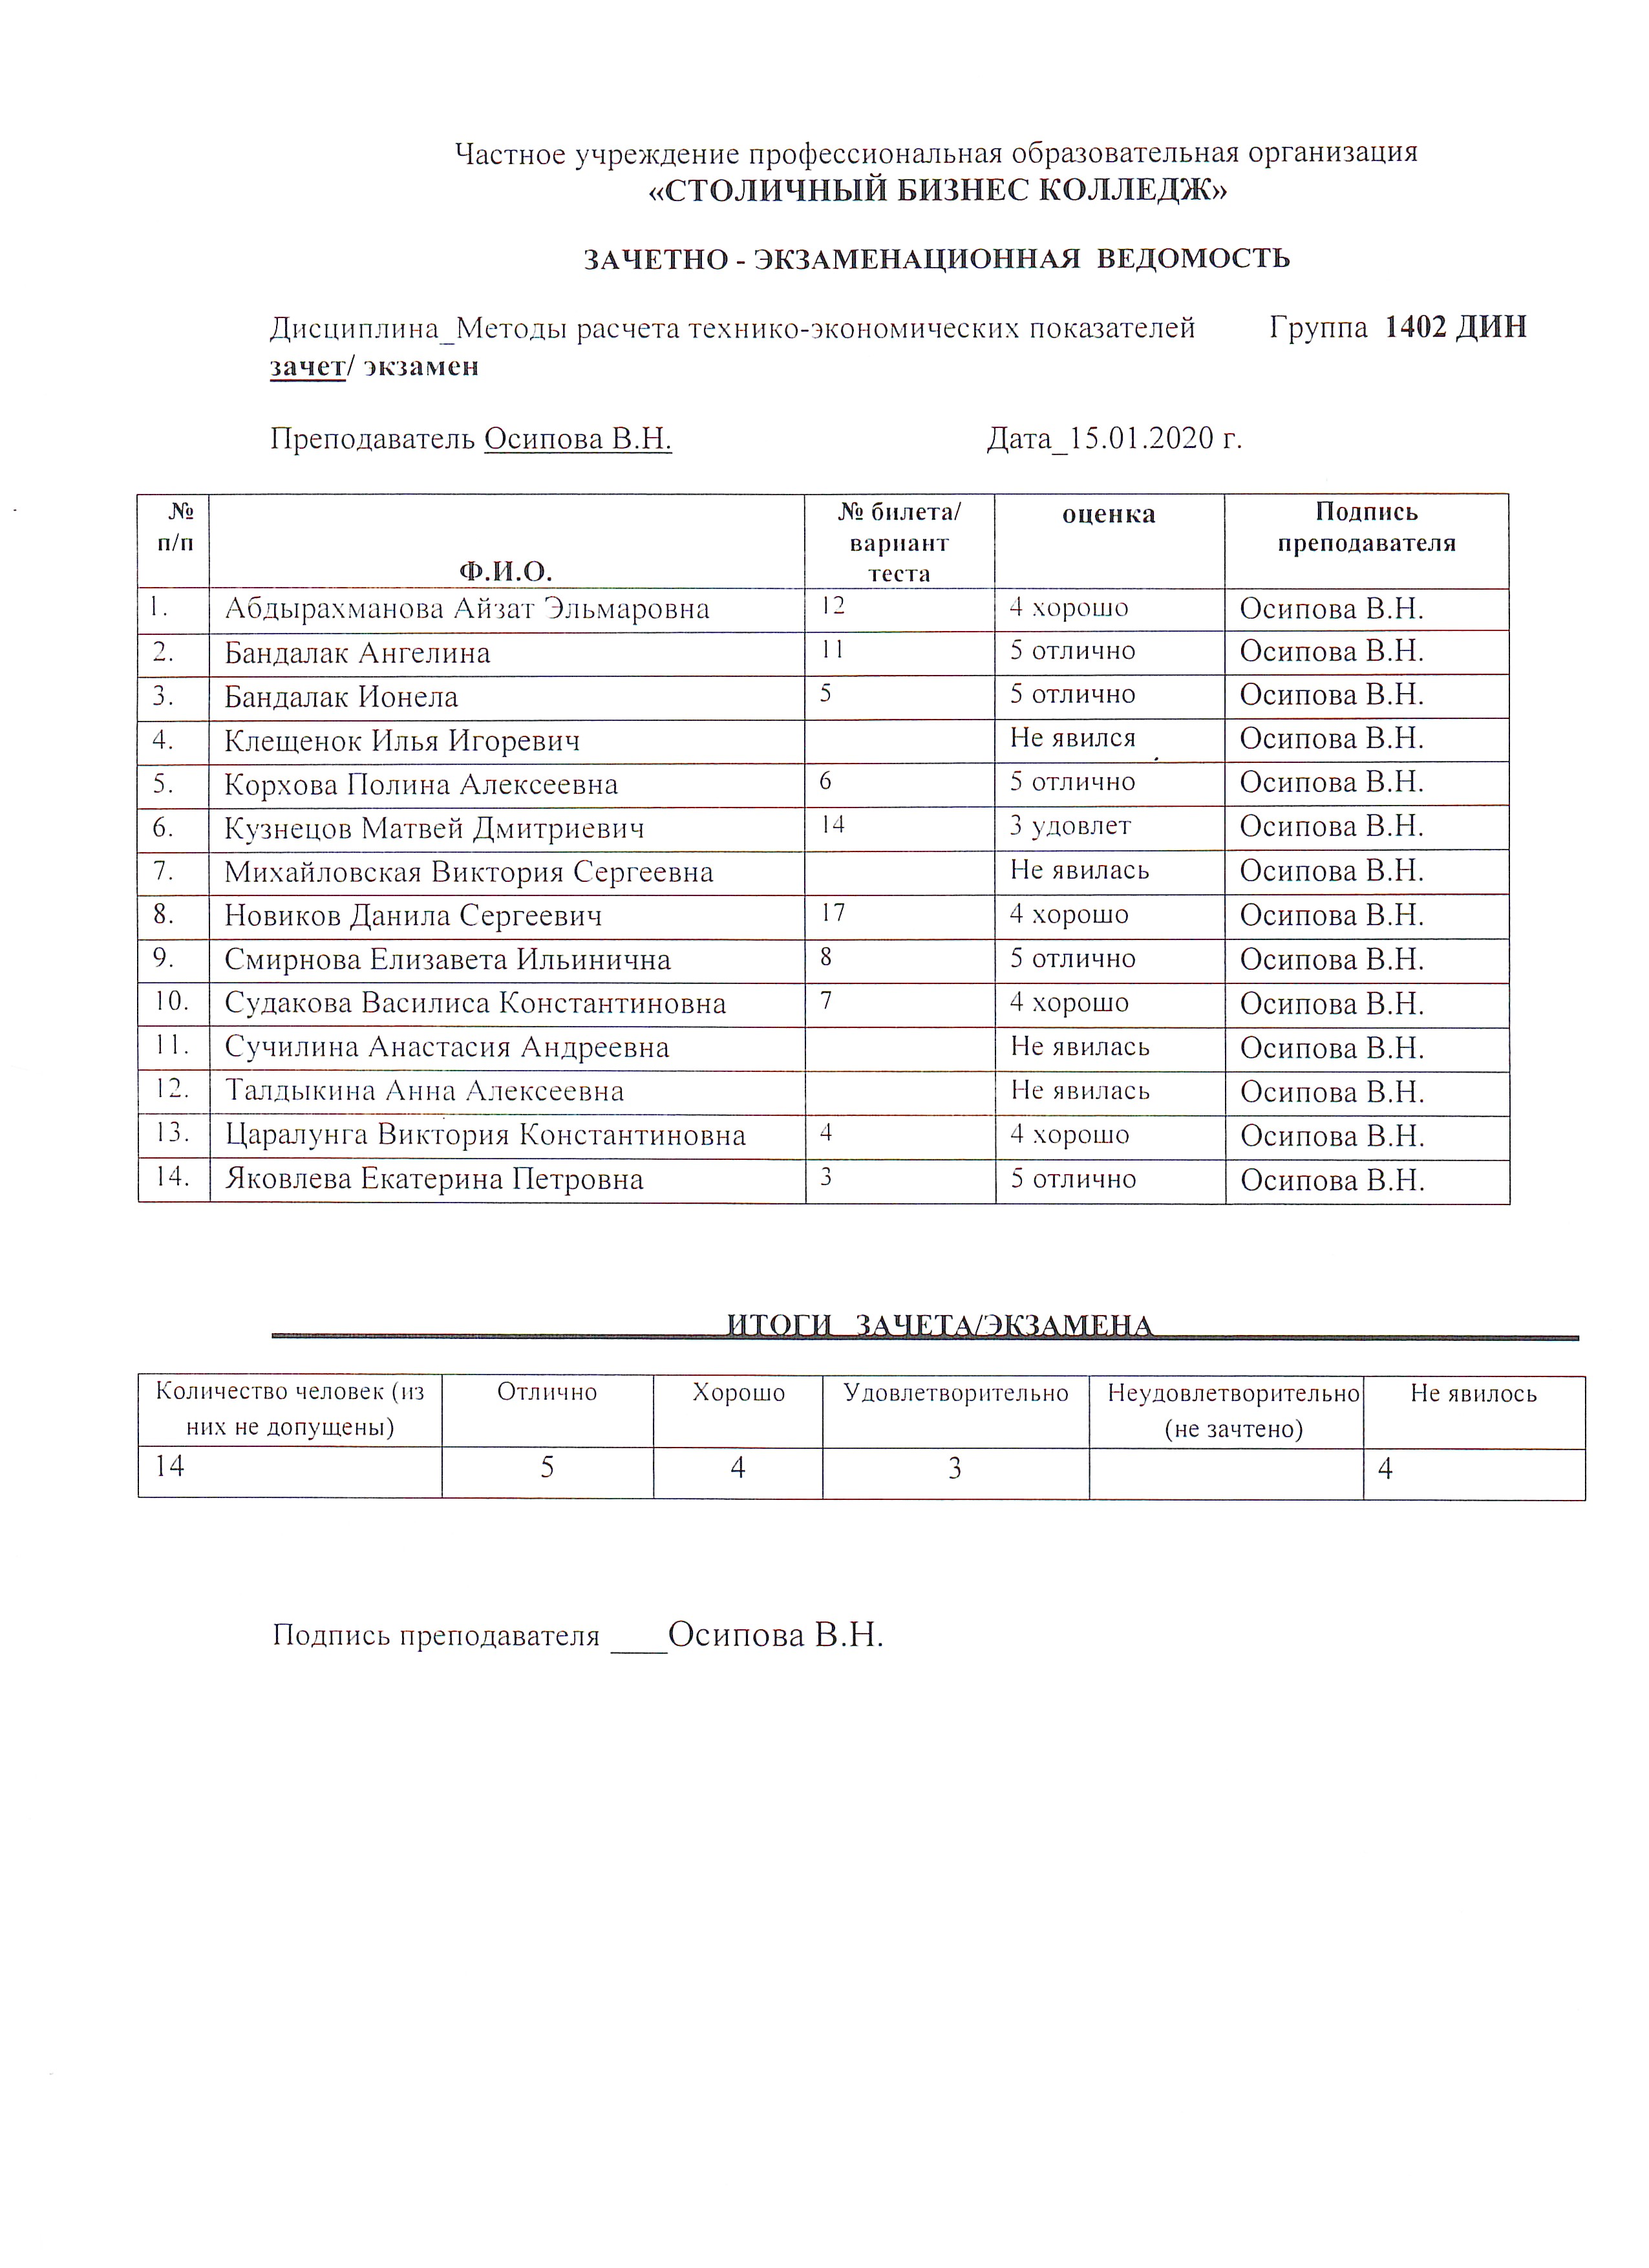 Частное учреждение профессиональная образовательная организация
«СТОЛИЧНЫЙ БИЗНЕС КОЛЛЕДЖ»
ЗАЧЕТНО - ЭКЗАМЕНАЦИОННАЯ ВЕДОМОСТЬ
Дисциплина_Методы расчета технико-экономических показателей Группа 1402 ДИН
зачет/ экзамен
Преподаватель Осипова В.Н. Дата_15.01.2020 г.
№ п/п Ф.И.О. № билета/ вариант теста оценка Подпись преподавателя
1. Абдырахманова Айзат Эльмаровна 12 4 хорошо Осипова В.Н.
2. Бандалак Ангелина 11 5 отлично Осипова В.Н.
3. Бандалак Ионела 5 5 отлично Осипова В.Н.
4. Клещенок Илья Игоревич Не явился Осипова В.Н.
5. Корхова Полина Алексеевна 6 5 отлично Осипова В.Н.
6. Кузнецов Матвей Дмитриевич 14 3 удовлет Осипова В.Н.
7. Михайловская Виктория Сергеевна Не явилась Осипова В.Н.
8. Новиков Данила Сергеевич 17 4 хорошо Осипова В.Н.
9. Смирнова Елизавета Ильинична 8 5 отлично Осипова В.Н.
10. Судакова Василиса Константиновна 7 4 хорошо Осипова В.Н.
11. Сучилина Анастасия Андреевна Не явилась Осипова В.Н.
12. Талдыкина Анна Алексеевна Не явилась Осипова В.Н.
13. Царалунга Виктория Константиновна 4 4 хорошо Осипова В.Н.
14. Яковлева Екатерина Петровна 3 5 отлично Осипова В.Н.
ИТОГИ ЗАЧЕТА/ЭКЗАМЕНА
Количество человек (из них не допущены) Отлично Хорошо Удовлетворительно Неудовлетворительно (не зачтено) Не явилось
14 5 4 3 4
Подпись преподавателя ____Осипова В.Н.